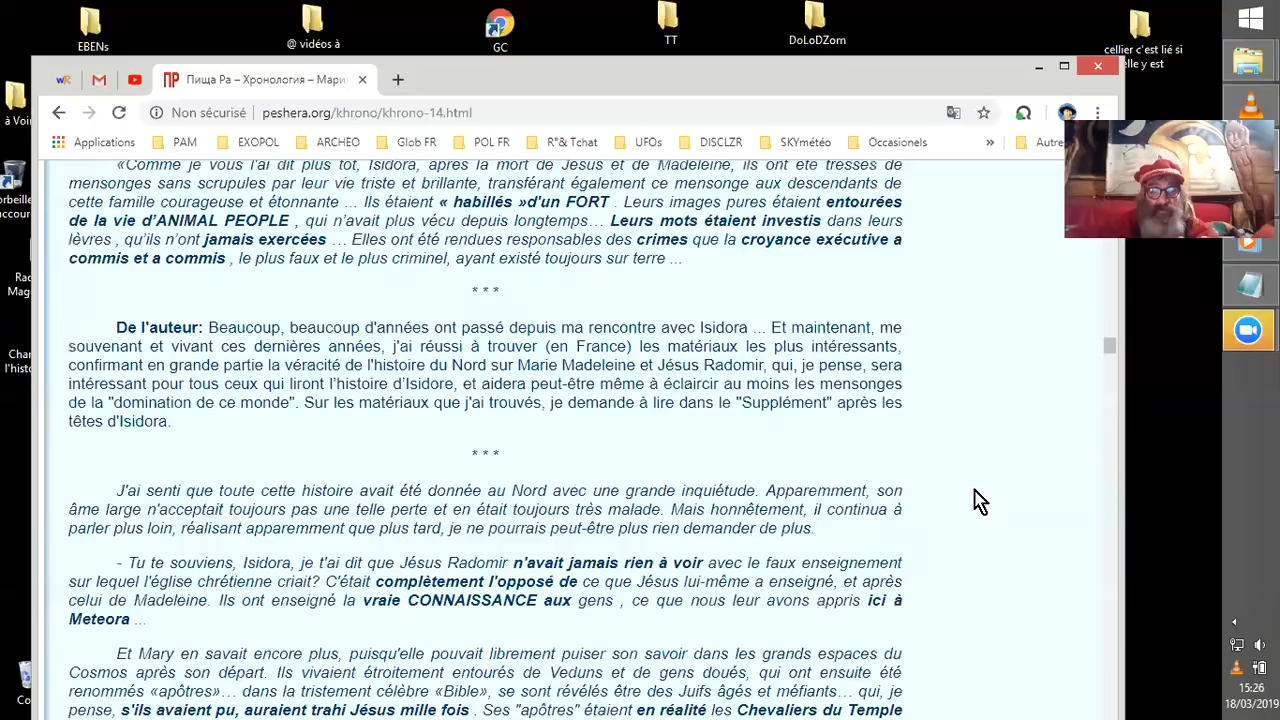 EBENs
@ vidéos à
GC
TT
DoLoDZom
cellier c'est lié si
elle y est
Пища Ра – Хронология – Мари
Non sécurisé
peshera.org/khrono/khrono-14.html
Applications
PAM
EXOPOL
ARCHEO
Glob FR
POL FR
R°& Tchat
UFOs
DISCLZR
SKYmétéo
Occasionels
»
Autre
à Voir
orbeille
accour
Rac
Mag
Char
l'histo
Co
«Comme je vous l'ai dit plus tôt, Isidora, après la mort de Jésus et de Madeleine, ils ont été tressés de
mensonges sans scrupules par leur vie triste et brillante, transférant également ce mensonge aux descendants de
cette famille courageuse et étonnante ... Ils étaient « habillés »d'un FORT . Leurs images pures étaient entourées
de la vie d'ANIMAL PEOPLE , qui n'avait plus vécu depuis longtemps… Leurs mots étaient investis dans leurs
lèvres , qu'ils n'ont jamais exercées … Elles ont été rendues responsables des crimes que la croyance exécutive a
commis et a commis , le plus faux et le plus criminel, ayant existé toujours sur terre ...
* * *
De l'auteur: Beaucoup, beaucoup d'années ont passé depuis ma rencontre avec Isidora ... Et maintenant, me
souvenant et vivant ces dernières années, j'ai réussi à trouver (en France) les matériaux les plus intéressants,
confirmant en grande partie la véracité de l'histoire du Nord sur Marie Madeleine et Jésus Radomir, qui, je pense, sera
intéressant pour tous ceux qui liront l'histoire d'Isidore, et aidera peut-être même à éclaircir au moins les mensonges
de la "domination de ce monde". Sur les matériaux que j'ai trouvés, je demande à lire dans le "Supplément" après les
têtes d'Isidora.
* * *
J'ai senti que toute cette histoire avait été donnée au Nord avec une grande inquiétude. Apparemment, son
âme large n'acceptait toujours pas une telle perte et en était toujours très malade. Mais honnêtement, il continua à
parler plus loin, réalisant apparemment que plus tard, je ne pourrais peut-être plus rien demander de plus.
- Tu te souviens, Isidora, je t'ai dit que Jésus Radomir n'avait jamais rien à voir avec le faux enseignement
sur lequel l'église chrétienne criait? C'était complètement l'opposé de ce que Jésus lui-même a enseigné, et après
celui de Madeleine. Ils ont enseigné la vraie CONNAISSANCE aux gens , ce que nous leur avons appris ici à
Meteora ...
Et Mary en savait encore plus, puisqu'elle pouvait librement puiser son savoir dans les grands espaces du
Cosmos après son départ. Ils vivaient étroitement entourés de Veduns et de gens doués, qui ont ensuite été
renommés «apôtres»… dans la tristement célèbre «Bible», se sont révélés être des Juifs âgés et méfiants… qui, je
pense, s'ils avaient pu, auraient trahi Jésus mille fois . Ses "apôtres" étaient en réalité les Chevaliers du Temple
15:26
18/03/2019